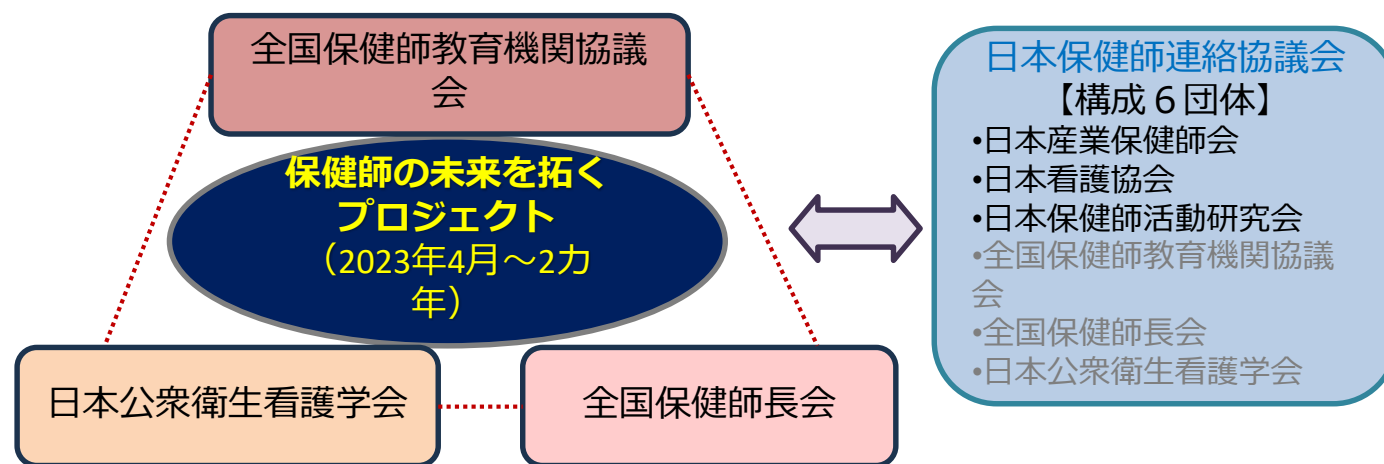 全国保健師教育機関協議
会
保健師の未来を拓く
プロジェクト
（2023年4月～2カ
年）
日本公衆衛生看護学会
全国保健師長会
日本保健師連絡協議会
【構成６団体】
•日本産業保健師会
•日本看護協会
•日本保健師活動研究会
•全国保健師教育機関協議
会
•全国保健師長会
•日本公衆衛生看護学会